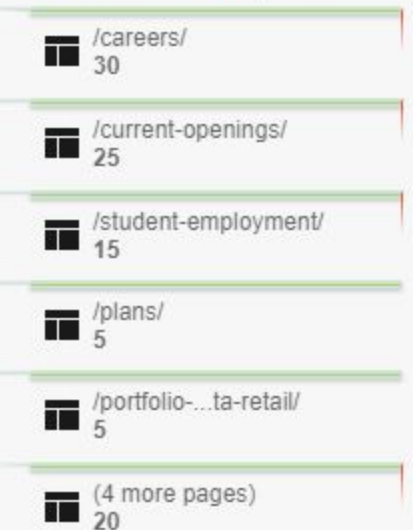 /careers/
30
/current-openings/
25
/student-employment/
15
/plans/
5
/portfolio-...ta-retail/
5
(4 more pages)
20